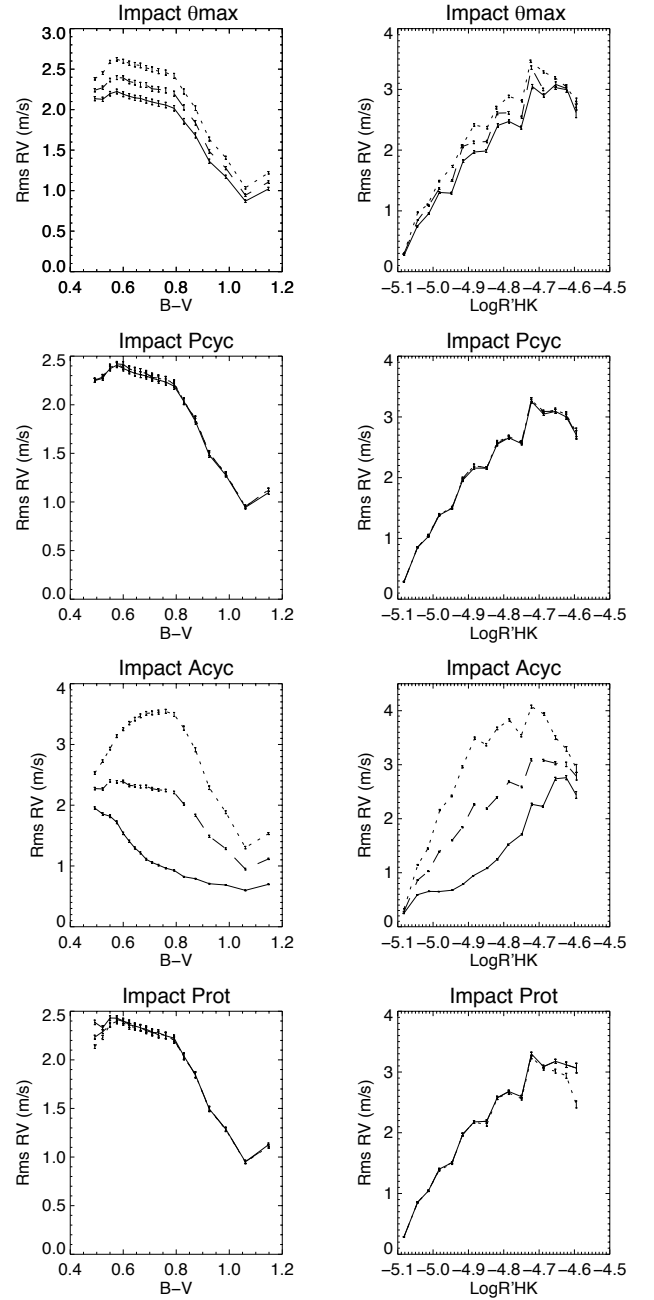 Impact θmax
Impact θmax
3.0
2.5
2.0
1.5
1.0
0.5
0.0
Rms RV (m/s)
0.4 0.6 0.8 1.0 1.2
B−V
4
3
2
1
0
Rms RV (m/s)
−5.1 −5.0 −4.9 −4.8 −4.7 −4.6 −4.5
LogR'HK
Impact Pcyc
Impact Pcyc
2.5
2.0
1.5
1.0
0.5
0.0
Rms RV (m/s)
0.4 0.6 0.8 1.0 1.2
B−V
4
3
2
1
0
Rms RV (m/s)
−5.1 −5.0 −4.9 −4.8 −4.7 −4.6 −4.5
LogR'HK
Impact Acyc
Impact Acyc
4
3
2
1
0
Rms RV (m/s)
0.4 0.6 0.8 1.0 1.2
B−V
4
3
2
1
0
Rms RV (m/s)
−5.1 −5.0 −4.9 −4.8 −4.7 −4.6 −4.5
LogR'HK
Impact Prot
Impact Prot
2.5
2.0
1.5
1.0
0.5
0.0
Rms RV (m/s)
0.4 0.6 0.8 1.0 1.2
B−V
4
3
2
1
0
Rms RV (m/s)
−5.1 −5.0 −4.9 −4.8 −4.7 −4.6 −4.5
LogR'HK